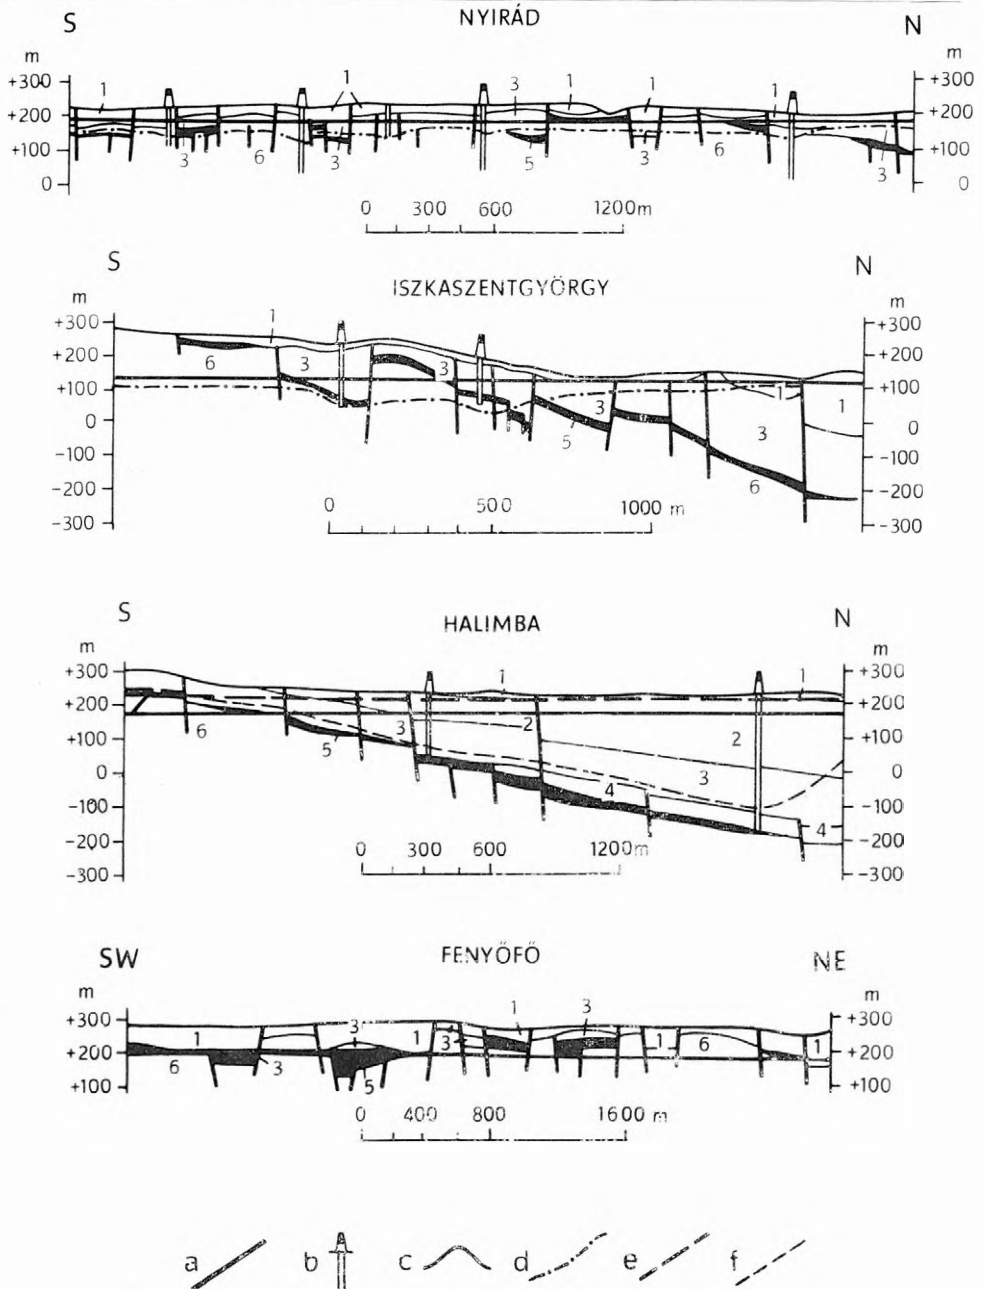 NYIRÁD
S N
m m
+300 +300
+200 +200
+100 +100
0 0
1 1 3 1 1 1
3 6 3 5 3 6 3
0 300 600 1200m
S N
ISZKASZENTGYÖRGY
m m
+300 +300
+200 +200
+100 +100
0 0
-100 -100
-200 -200
-300 -300
1
6 3 3
1 1
3
5 3
6
0 500 1000 m
S N
HALIMBA
m m
+300 +300
+200 +200
+100 +100
0 0
-100 -100
-200 -200
-300 -300
1 1
6 5 3 2 2
3
4 4
0 300 600 1200m
SW NE
FENYŐFŐ
m m
+300 +300
+200 +200
+100 +100
3 1 3
1 1 3 1 6 1
6 3 5
0 400 800 1600 m
a b c d e f